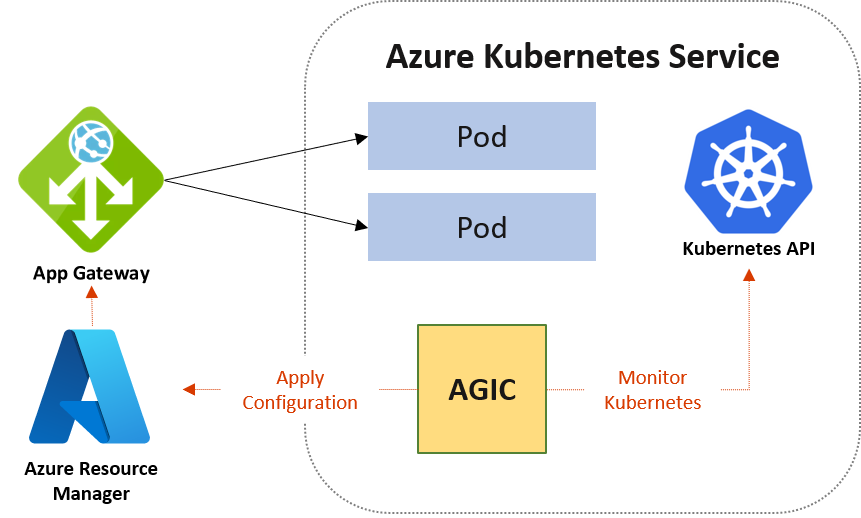 Azure Kubernetes Service
Pod
Pod
App Gateway
Kubernetes API
Apply
Configuration
AGIC
Monitor
Kubernetes
Azure Resource
Manager